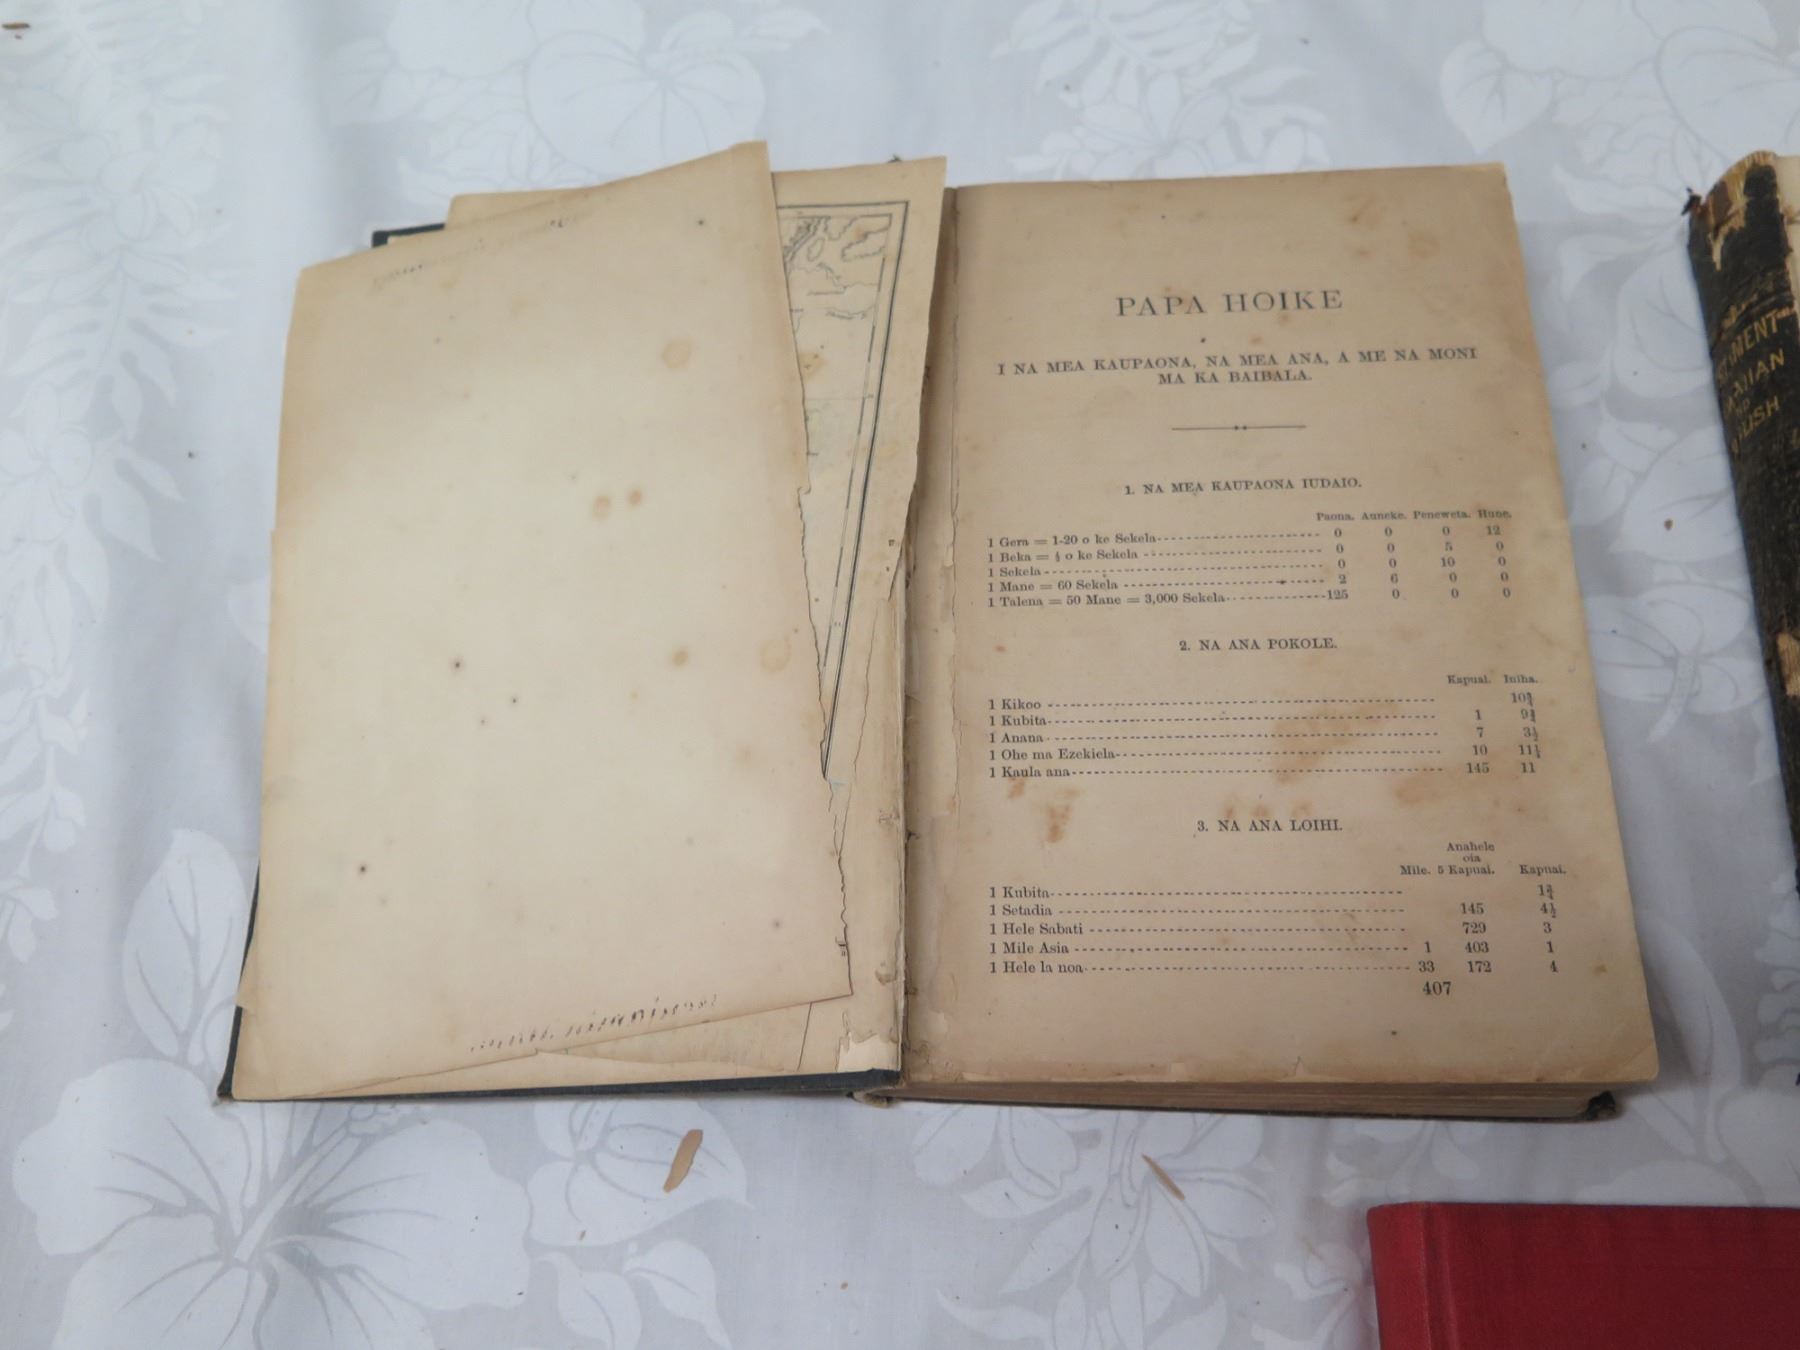 PAPA HOIKE
I NA MEA KAUPAONA, NA MEA ANA, A ME NA MONI
MA KA BAIBALA.
1. NA MEA KAUPAONA IUDAIO.
Paona. Auneke. Peneweta. Hune.
1 Gera = 1-20 o ke Sekela 0 0 0 12
1 Beka = ½ o ke Sekela 0 0 5 0
1 Sekela 0 0 10 0
1 Mane = 60 Sekela 2 6 0 0
1 Talena = 50 Mane = 3,000 Sekela 125 0 0 0
2. NA ANA POKOLE.
Kapuai. Iniha.
1 Kikoo
1 Kubita 1
1 Anana 7 3½
1 Ohe ma Ezekiela 10
1 Kaula ana 145 11
3. NA ANA LOIHI.
Anahele
oia
Mile. 5 Kapuai. Kapuai.
1 Kubita 1¾
1 Setadia 145 4½
1 Hele Sabati 729 3
1 Mile Asia 1 403 1
1 Hele la noa 33 172 4
407